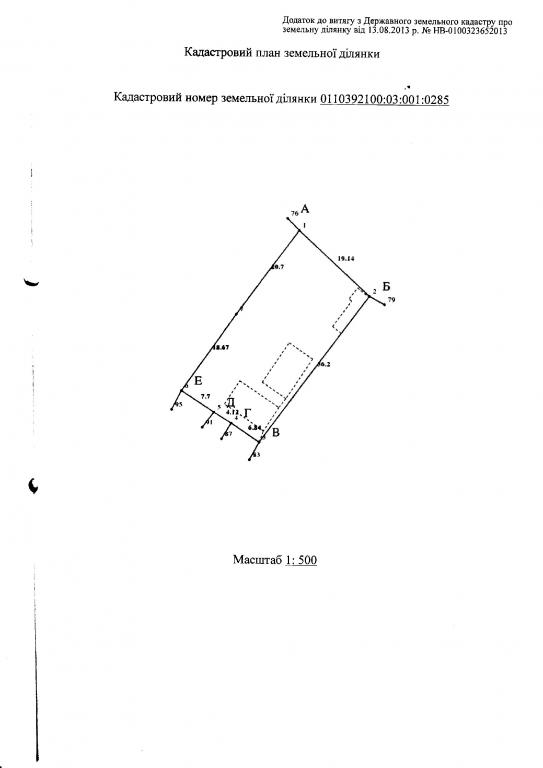 Додаток до витягу з Державного земельного кадастру про
земельну ділянку від 13.08.2013 р. № НВ-0100323652013
Кадастровий план земельної ділянки
Кадастровий номер земельної ділянки 0110392100:03:001:0285
76 А
1
19.14
20.7
2 Б
79
7
18.67
36.2
Е
6
7.7
95
Д
5 4.12 Г
91
4 6.84
87
3 В
83
Масштаб 1: 500